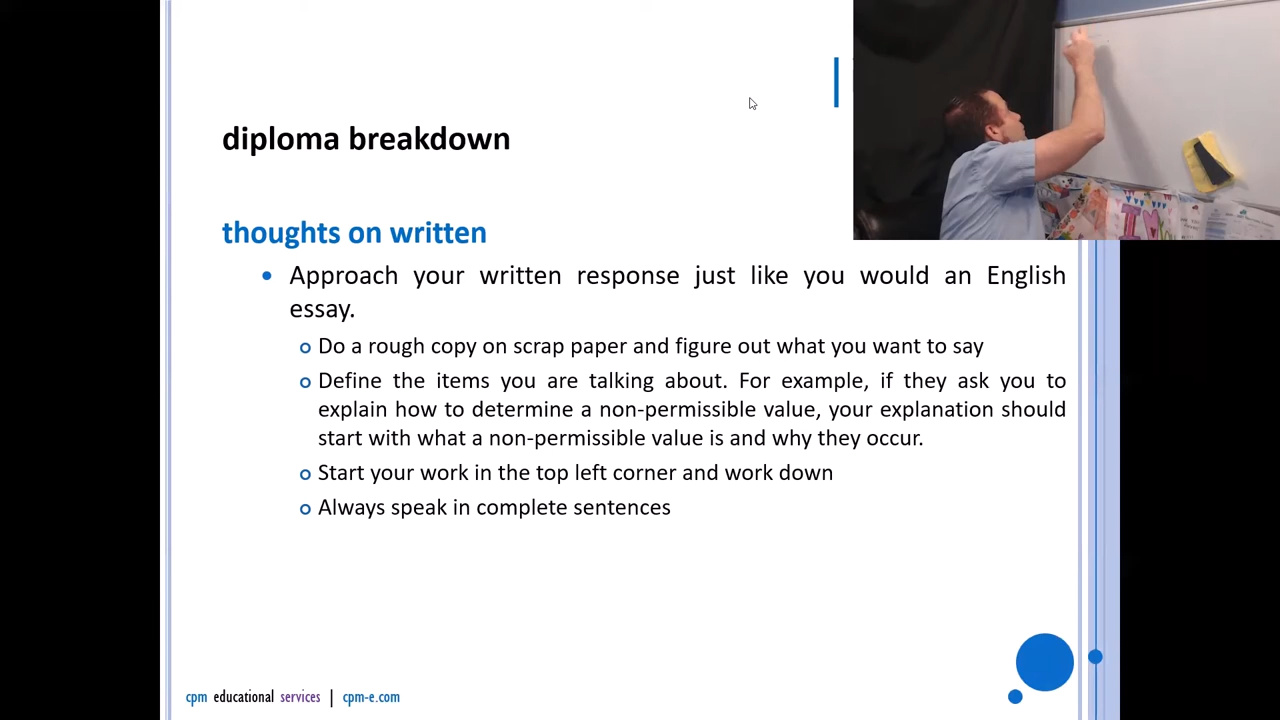 diploma breakdown
thoughts on written
• Approach your written response just like you would an English
essay.
Do a rough copy on scrap paper and figure out what you want to say
Define the items you are talking about. For example, if they ask you to
explain how to determine a non-permissible value, your explanation should
start with what a non-permissible value is and why they occur.
Start your work in the top left corner and work down
Always speak in complete sentences
cpm educational services | cpm-e.com